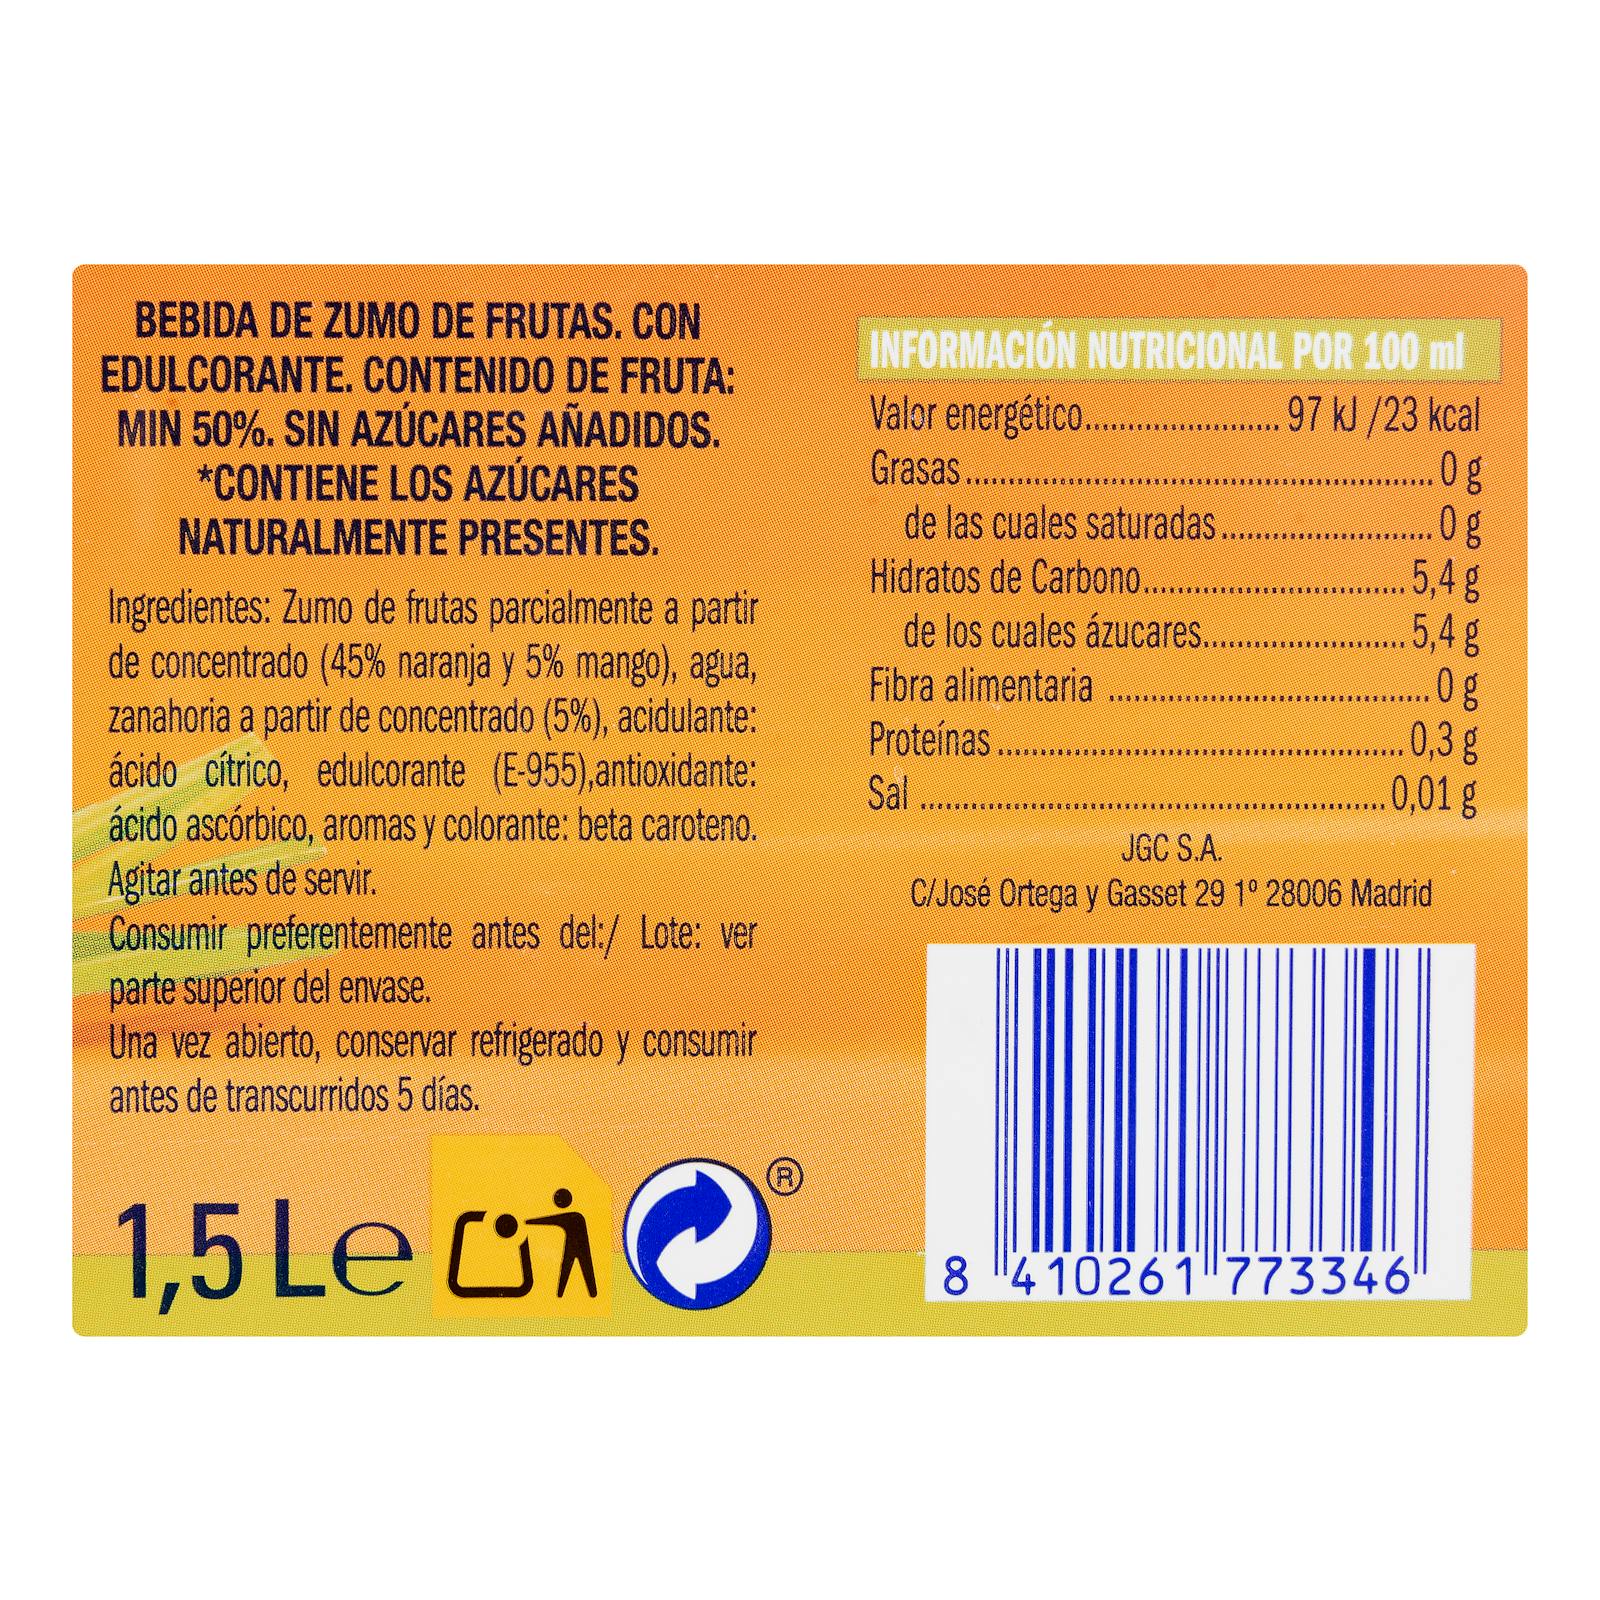 BEBIDA DE ZUMO DE FRUTAS. CON
EDULCORANTE. CONTENIDO DE FRUTA:
MIN 50%. SIN AZÚCARES AÑADIDOS.
*CONTIENE LOS AZÚCARES
NATURALMENTE PRESENTES.
Ingredientes: Zumo de frutas parcialmente a partir
de concentrado (45% naranja y 5% mango), agua,
zanahoria a partir de concentrado (5%), acidulante:
ácido cítrico, edulcorante (E-955),antioxidante:
ácido ascórbico, aromas y colorante: beta caroteno.
Agitar antes de servir.
Consumir preferentemente antes del:/ Lote: ver
parte superior del envase.
Una vez abierto, conservar refrigerado y consumir
antes de transcurridos 5 días.
1,5 L e
®
INFORMACIÓN NUTRICIONAL POR 100 ml
Valor energético...................... 97 kJ /23 kcal
Grasas.................................................. 0 g
de las cuales saturadas....................... 0 g
Hidratos de Carbono............................ 5,4 g
de los cuales ázucares...................... 5,4 g
Fibra alimentaria .................................. 0 g
Proteínas ........................................... 0,3 g
Sal .................................................. 0,01 g
JGC S.A.
C/José Ortega y Gasset 29 1º 28006 Madrid
8 410261 773346